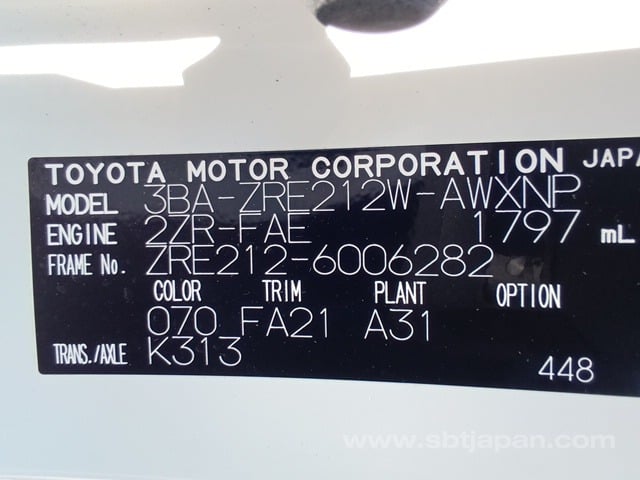 TOYOTA MOTOR CORPORATION JAPA
MODEL 3BA-ZRE212W-AWXNP
ENGINE 2ZR-FAE 1797 mL
FRAME No. ZRE212-6006282
COLOR TRIM PLANT OPTION
070 FA21 A31
TRANS./AXLE K313
448
www.sbtjapan.com